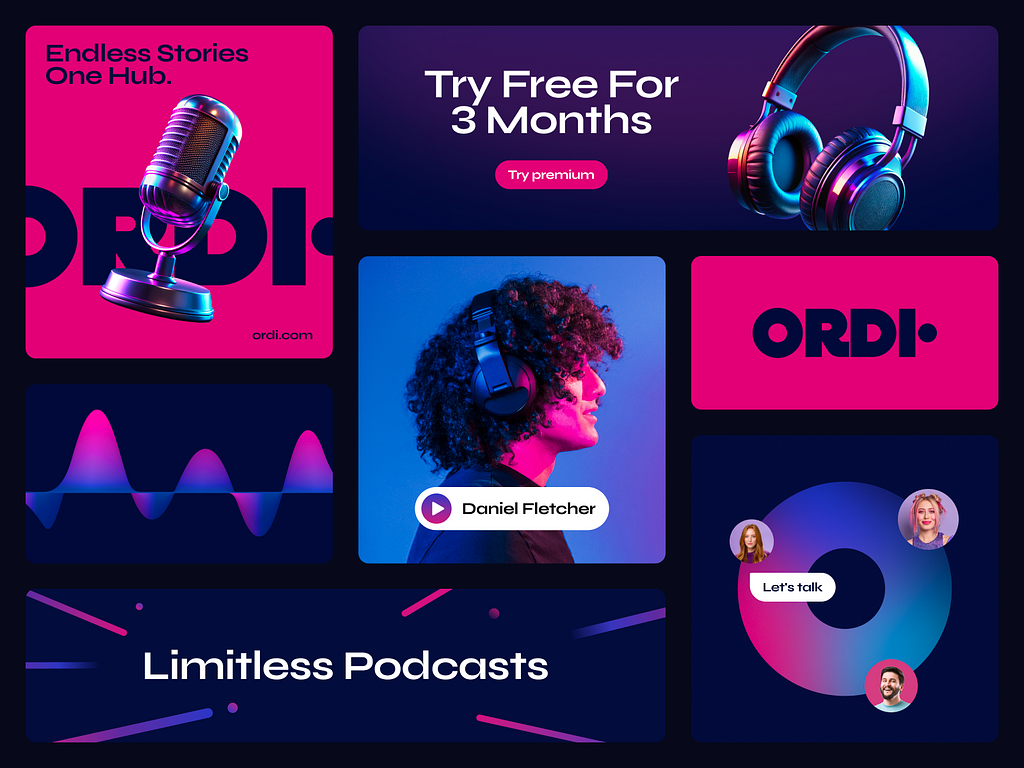 Endless Stories
One Hub.
ORDI•
ordi.com
Try Free For
3 Months
Try premium
Daniel Fletcher
ORDI•
Let's talk
Limitless Podcasts